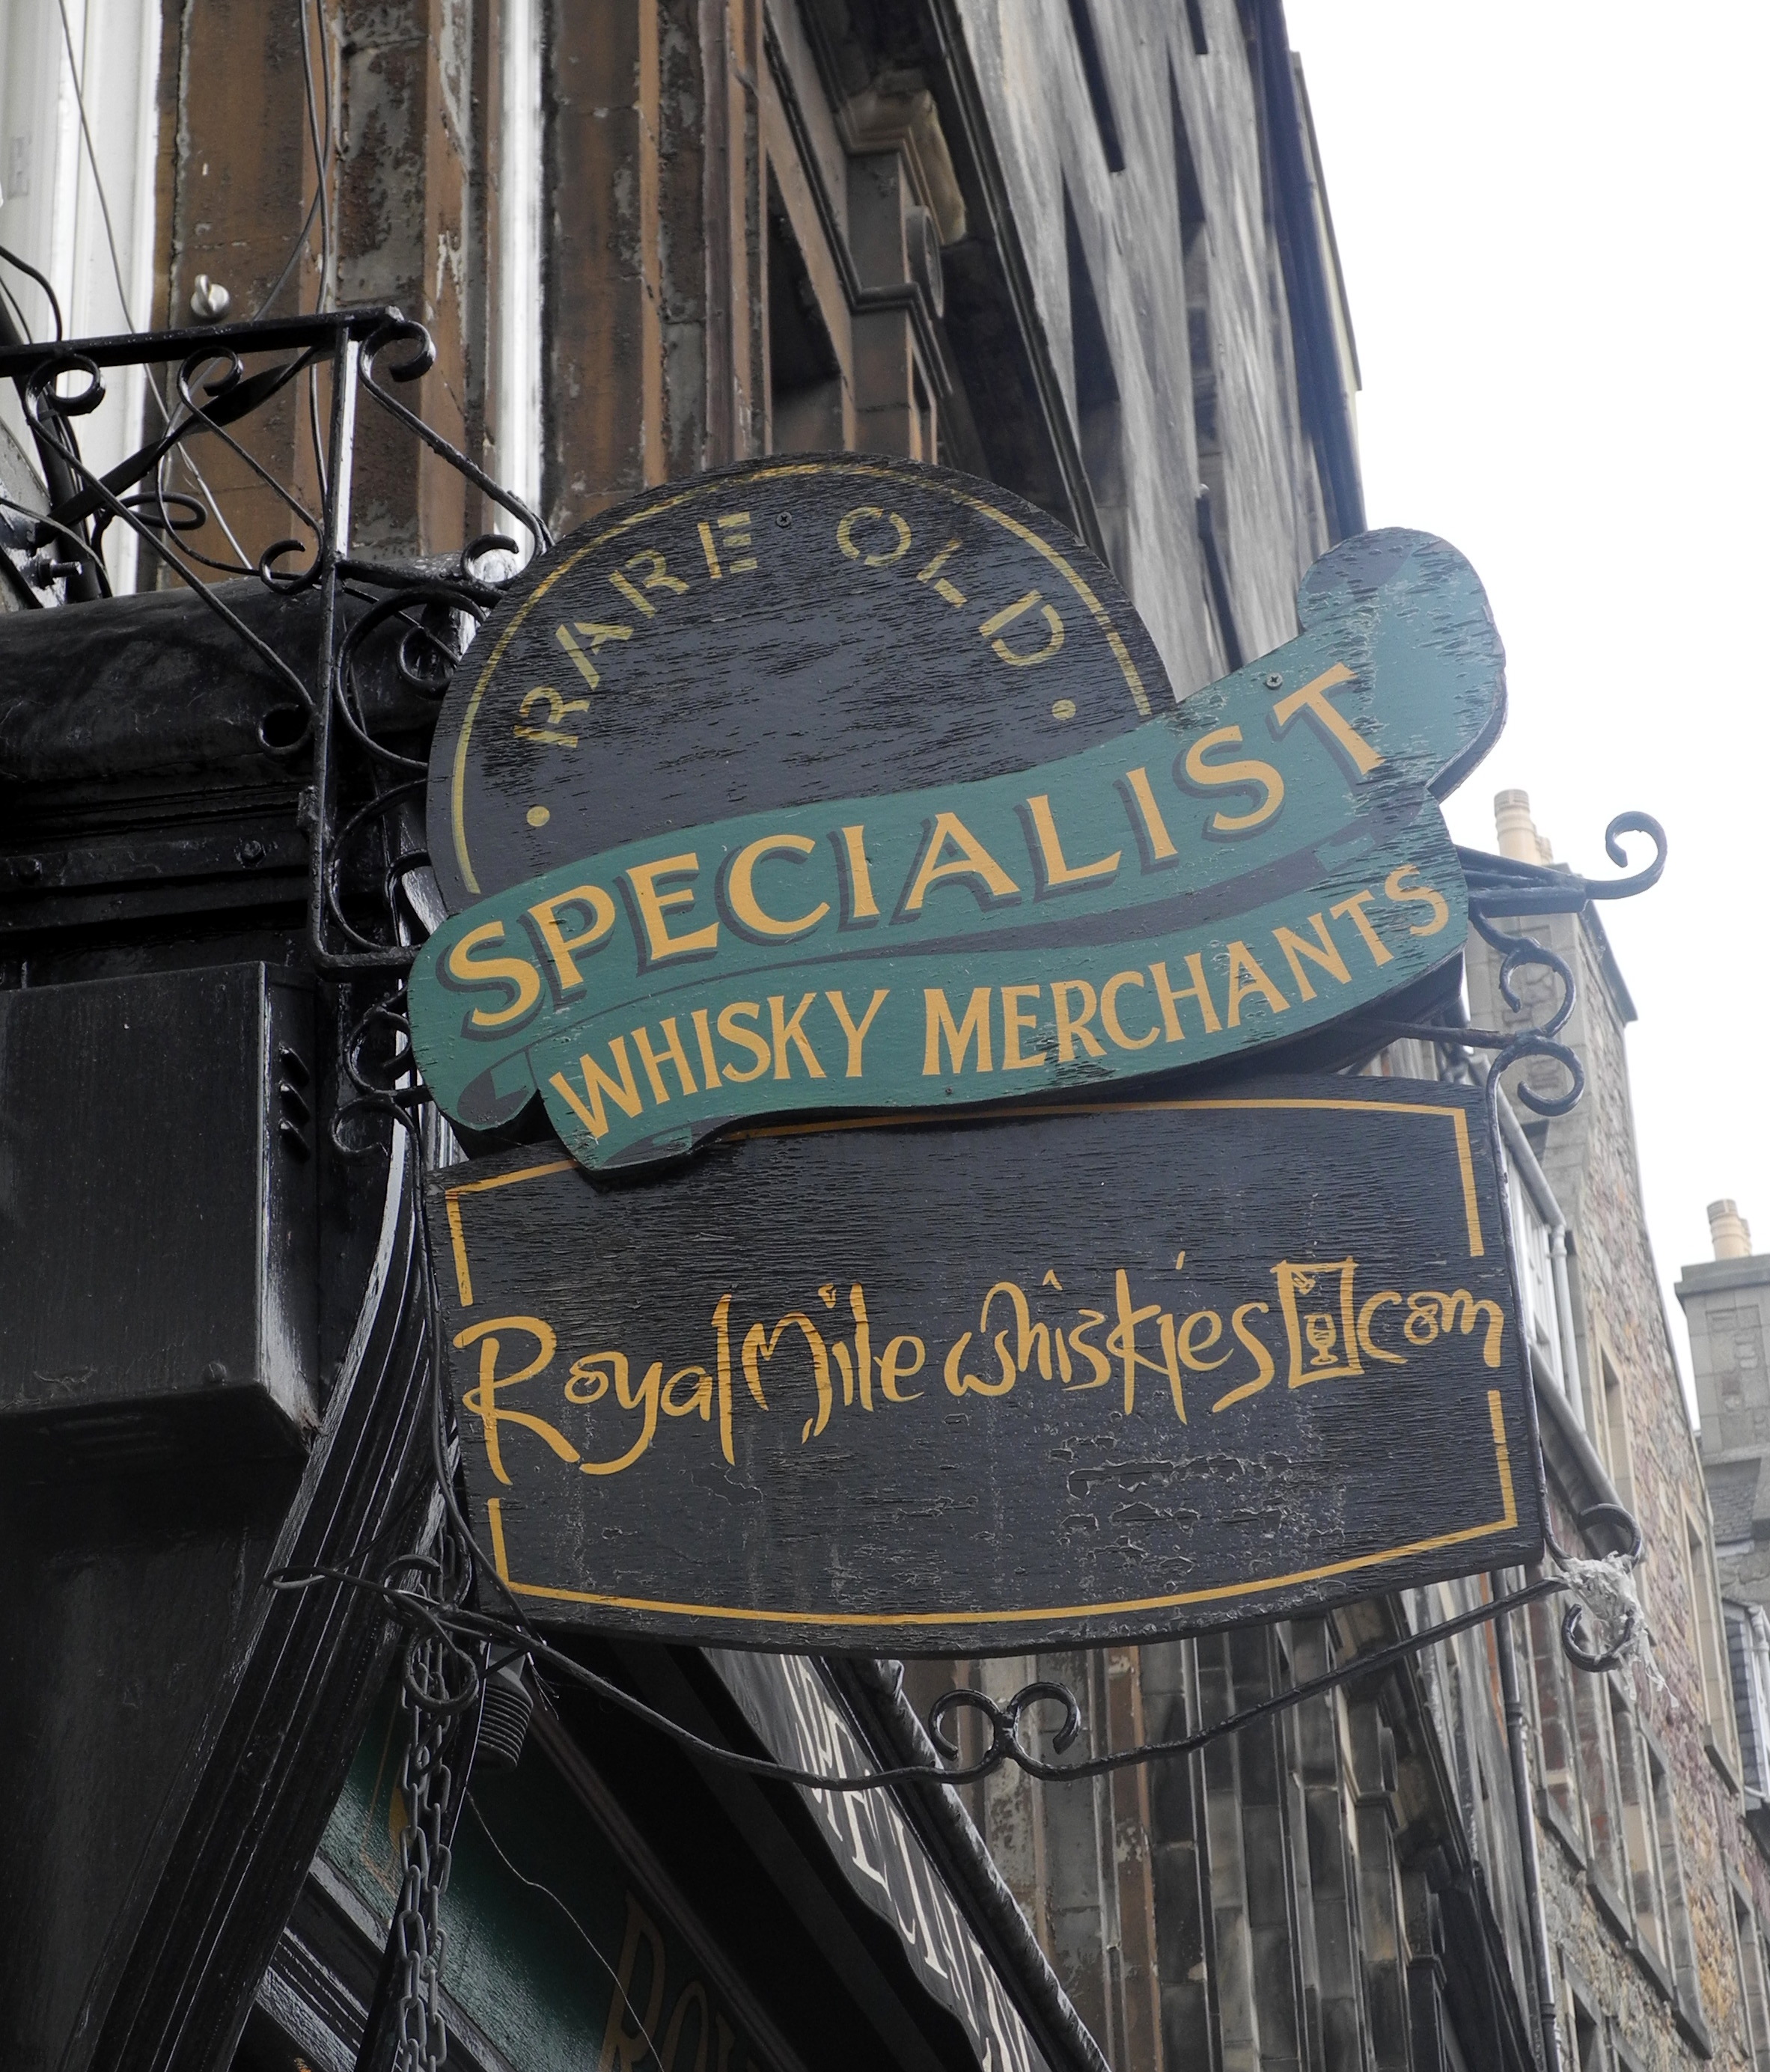 RARE OLD
SPECIALIST
WHISKY MERCHANTS
RoyalMilewhiskies.com